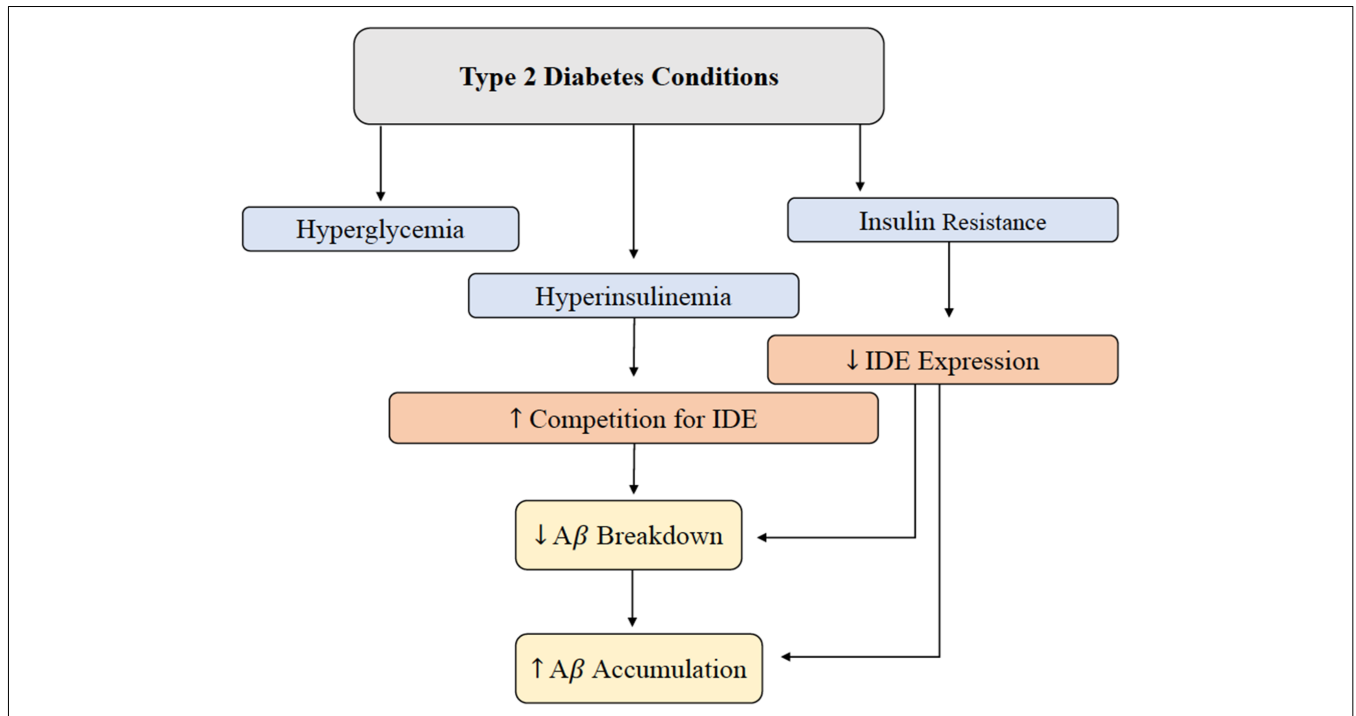 Type 2 Diabetes Conditions
Hyperglycemia
Insulin Resistance
Hyperinsulinemia
↓ IDE Expression
↑ Competition for IDE
↓ Aβ Breakdown
↑ Aβ Accumulation